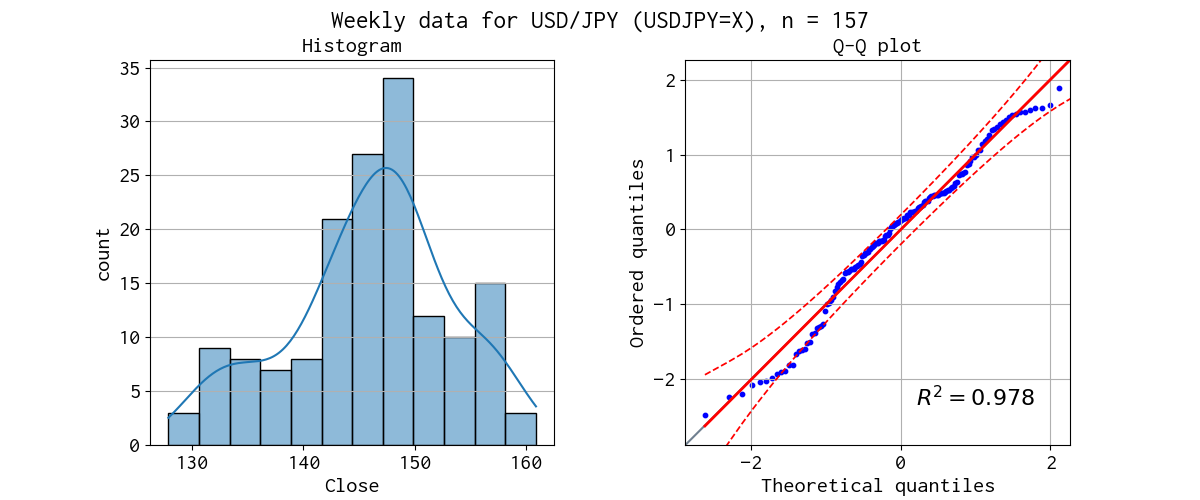 Weekly data for USD/JPY (USDJPY=X), n = 157
Histogram
35
30
25
20
15
10
5
0
count
130 140 150 160
Close
Q-Q plot
2
1
0
−1
−2
Ordered quantiles
R² = 0.978
−2 0 2
Theoretical quantiles